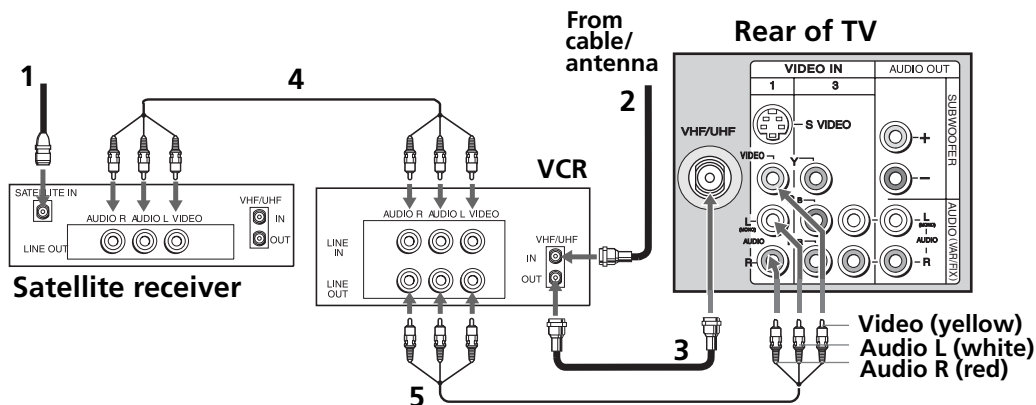 From
cable/
antenna
Rear of TV
1
4
2
VIDEO IN
AUDIO OUT
1
3
S VIDEO
SUBWOOFER
VHF/UHF
+
VIDEO
Y
-
VCR
SATELLITE IN
AUDIO R AUDIO L VIDEO
VHF/UHF
IN
OUT
LINE OUT
Satellite receiver
AUDIO R AUDIO L VIDEO
LINE
IN
LINE
OUT
VHF/UHF
IN
OUT
B
L
(MONO)
AUDIO
R
L
(MONO)
AUDIO
R
AUDIO (VAR/FIX)
3
5
Video (yellow)
Audio L (white)
Audio R (red)